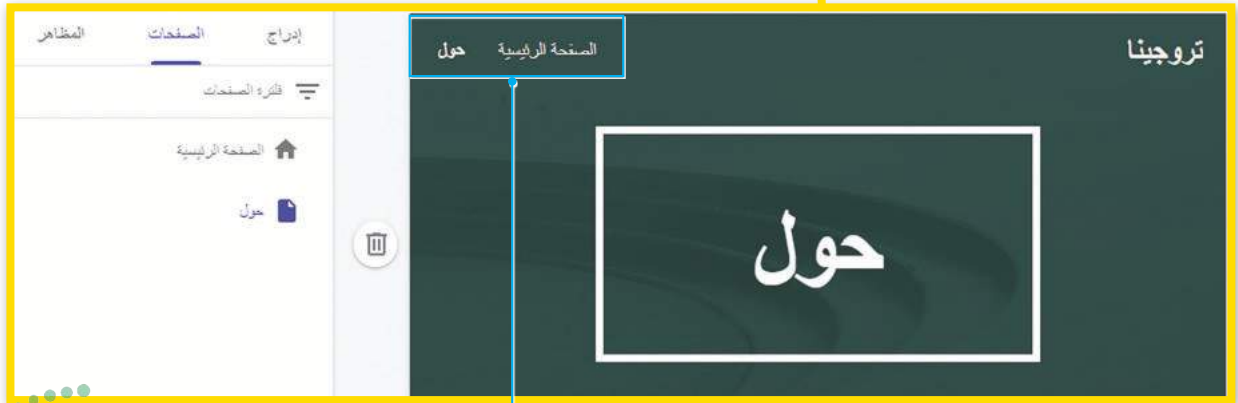 تروجينا
الصفحة الرئيسية حول
حول
إدراج الصفحات المظاهر
فلترة الصفحات
الصفحة الرئيسية
حول